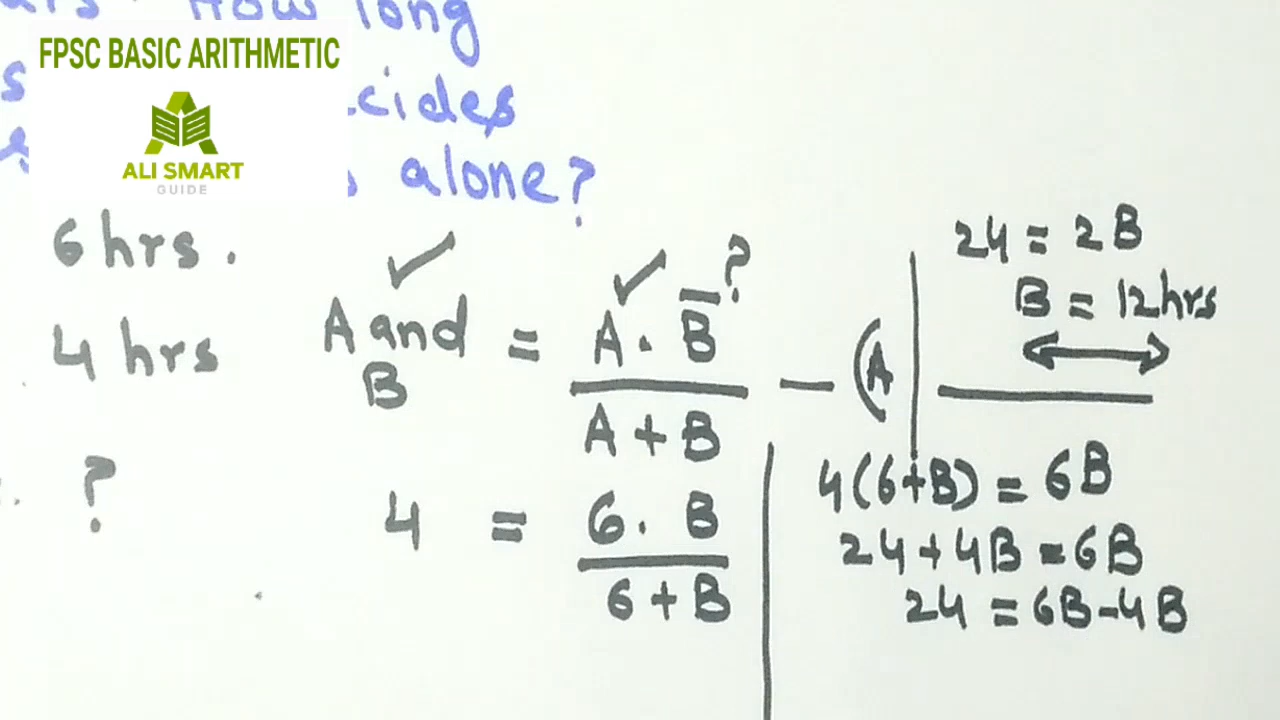 How long
FPSC BASIC ARITHMETIC
ALI SMART
GUIDE
alone?
6 hrs.
4 hrs
?
A and B = A · B / A + B — (A
?
4 = 6 · B / 6 + B
24 = 2B
B = 12hrs
4(6+B) = 6B
24 + 4B = 6B
24 = 6B - 4B